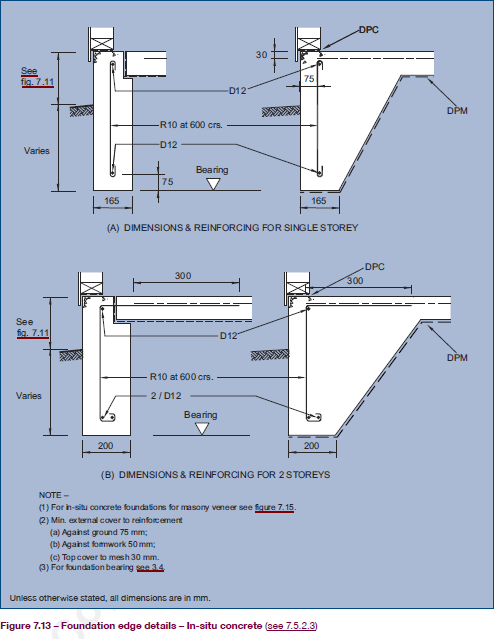 DPC
30
See
fig. 7.11
75
D12
DPM
R10 at 600 crs.
Varies
D12
Bearing
75
165
165
(A) DIMENSIONS & REINFORCING FOR SINGLE STOREY
DPC
300
300
See
fig. 7.11
D12
DPM
R10 at 600 crs.
Varies
2 / D12
Bearing
200
200
(B) DIMENSIONS & REINFORCING FOR 2 STOREYS
NOTE –
(1) For in-situ concrete foundations for masony veneer see figure 7.15.
(2) Min. external cover to reinforcement
(a) Against ground 75 mm;
(b) Against formwork 50 mm;
(c) Top cover to mesh 30 mm.
(3) For foundation bearing see 3.4.
Unless otherwise stated, all dimensions are in mm.
Figure 7.13 – Foundation edge details – In-situ concrete (see 7.5.2.3)